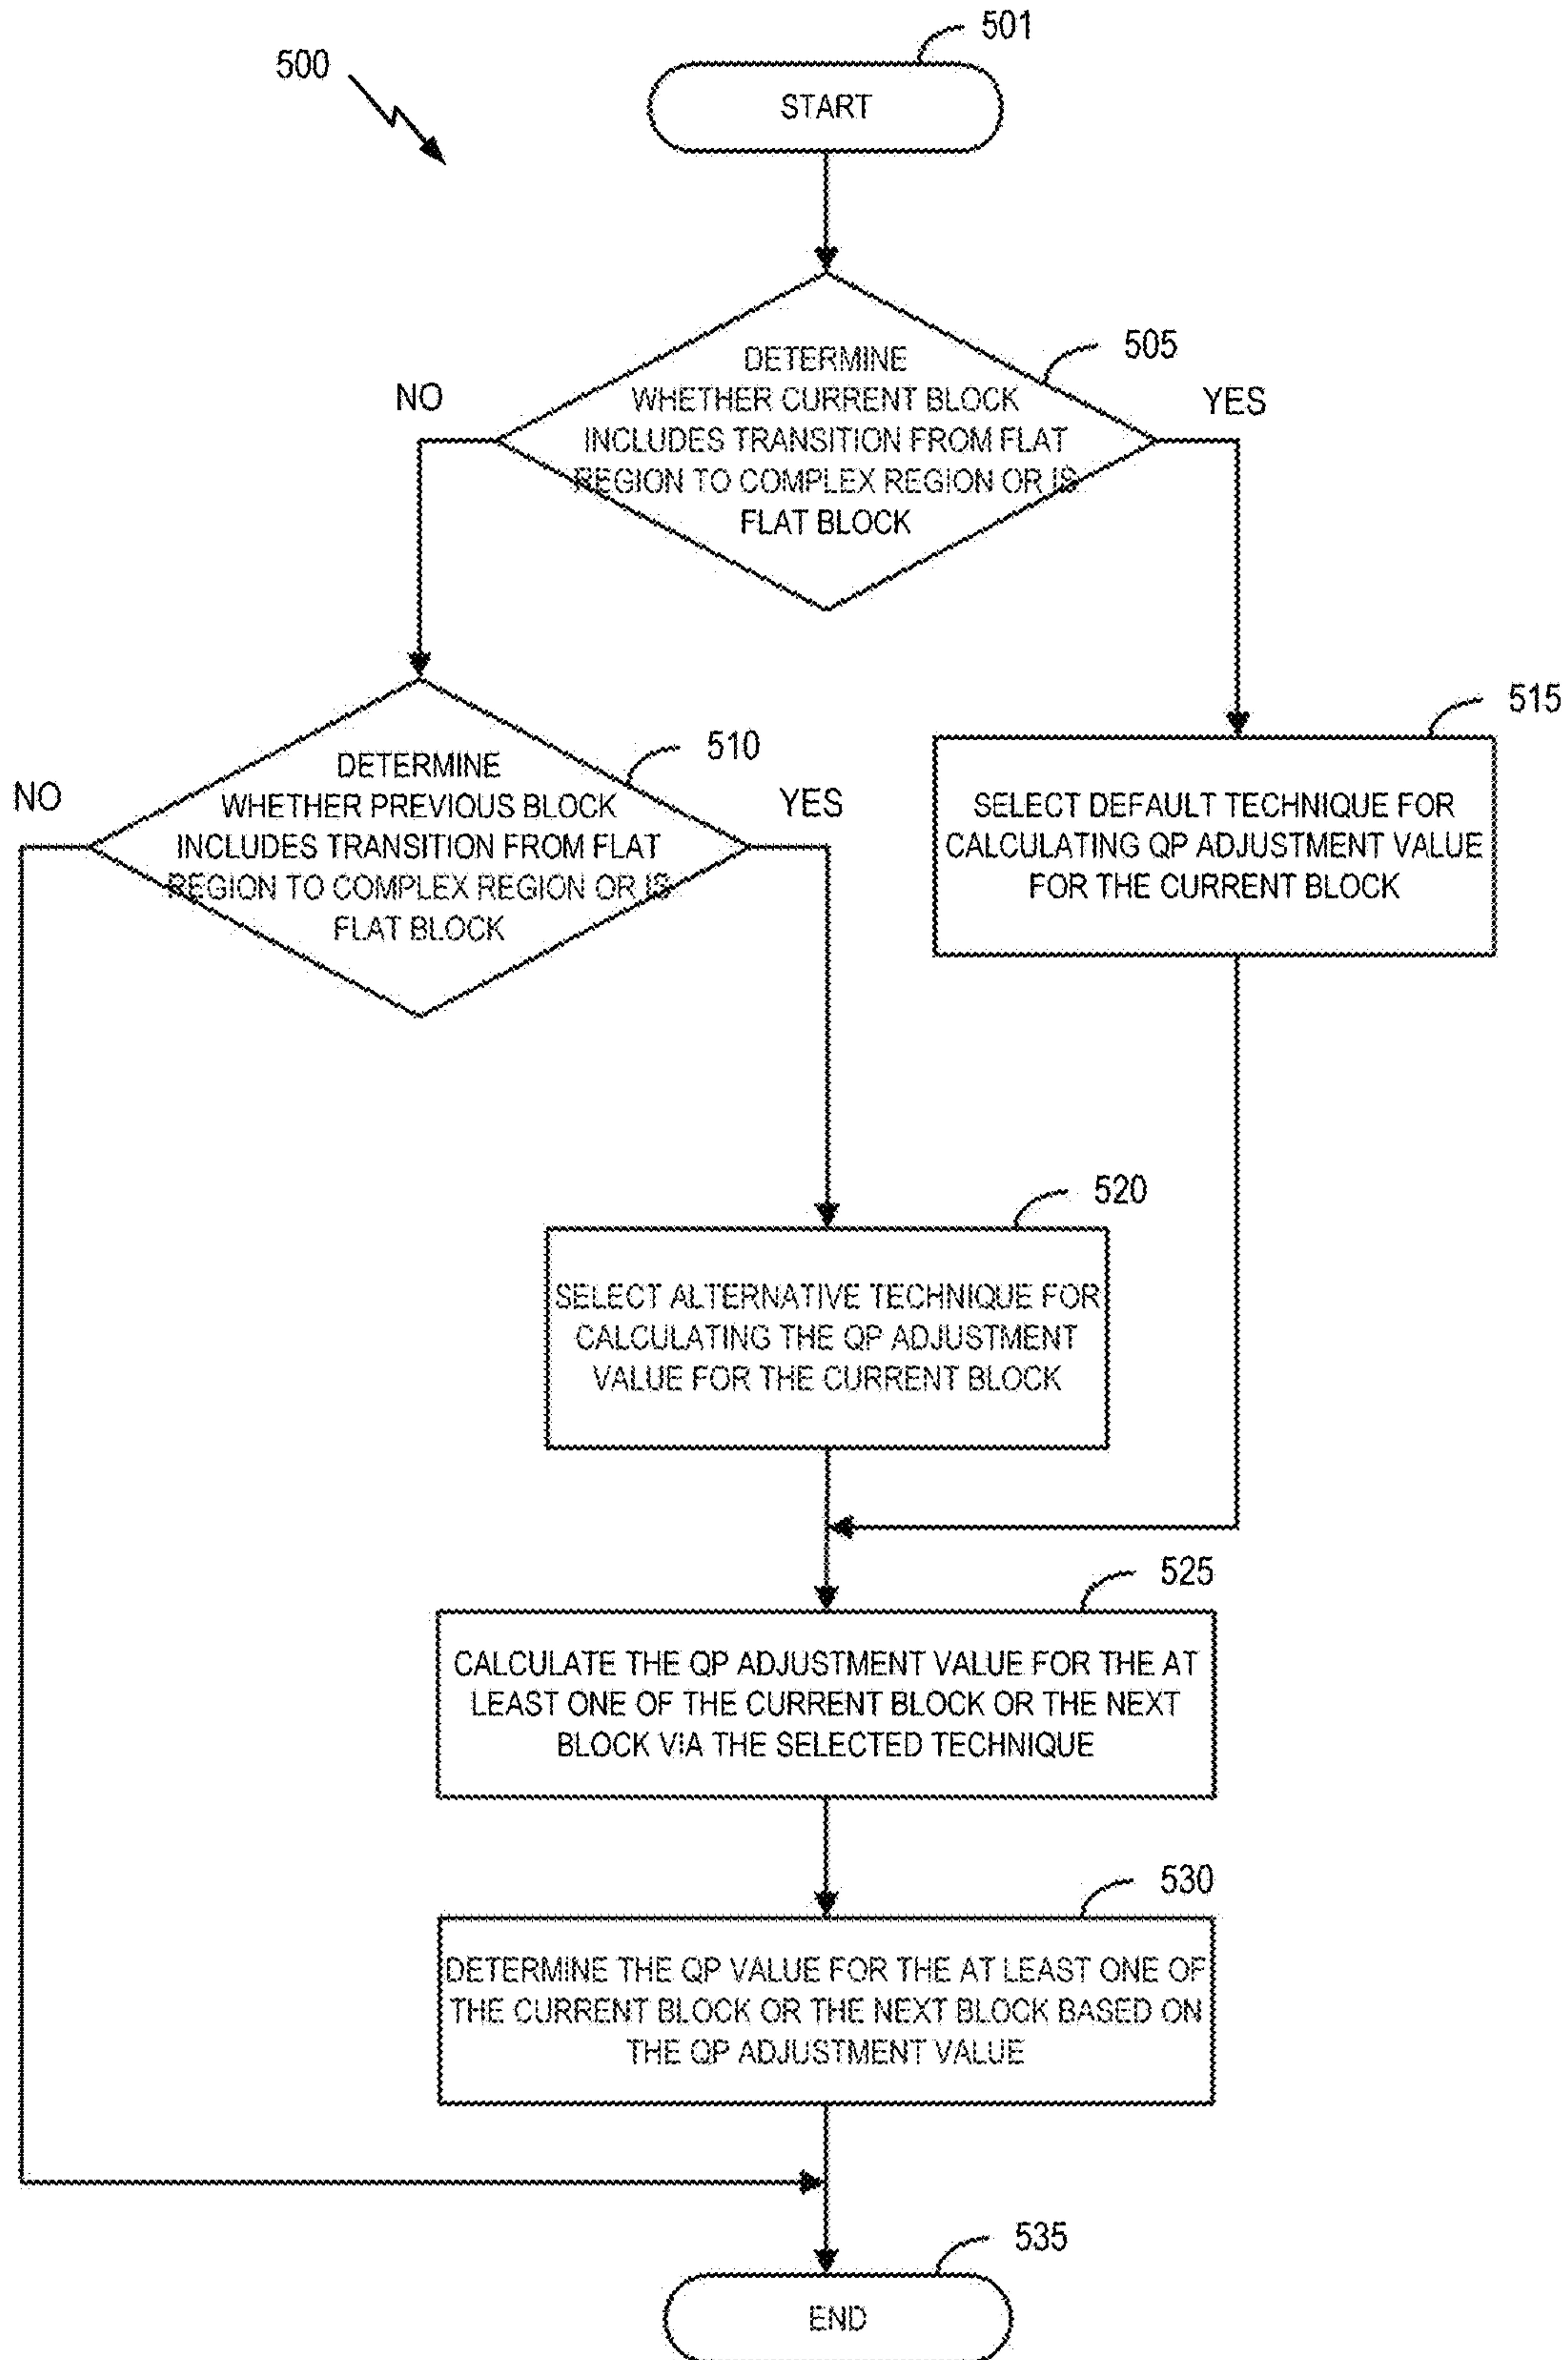 501
500
START
505
NO
YES
DETERMINE
WHETHER CURRENT BLOCK
INCLUDES TRANSITION FROM FLAT
REGION TO COMPLEX REGION OR IS
FLAT BLOCK
515
510
NO
YES
DETERMINE
WHETHER PREVIOUS BLOCK
INCLUDES TRANSITION FROM FLAT
REGION TO COMPLEX REGION OR IS
FLAT BLOCK
SELECT DEFAULT TECHNIQUE FOR
CALCULATING QP ADJUSTMENT VALUE
FOR THE CURRENT BLOCK
520
SELECT ALTERNATIVE TECHNIQUE FOR
CALCULATING THE QP ADJUSTMENT
VALUE FOR THE CURRENT BLOCK
525
CALCULATE THE QP ADJUSTMENT VALUE FOR THE AT
LEAST ONE OF THE CURRENT BLOCK OR THE NEXT
BLOCK VIA THE SELECTED TECHNIQUE
530
DETERMINE THE QP VALUE FOR THE AT LEAST ONE OF
THE CURRENT BLOCK OR THE NEXT BLOCK BASED ON
THE QP ADJUSTMENT VALUE
535
END